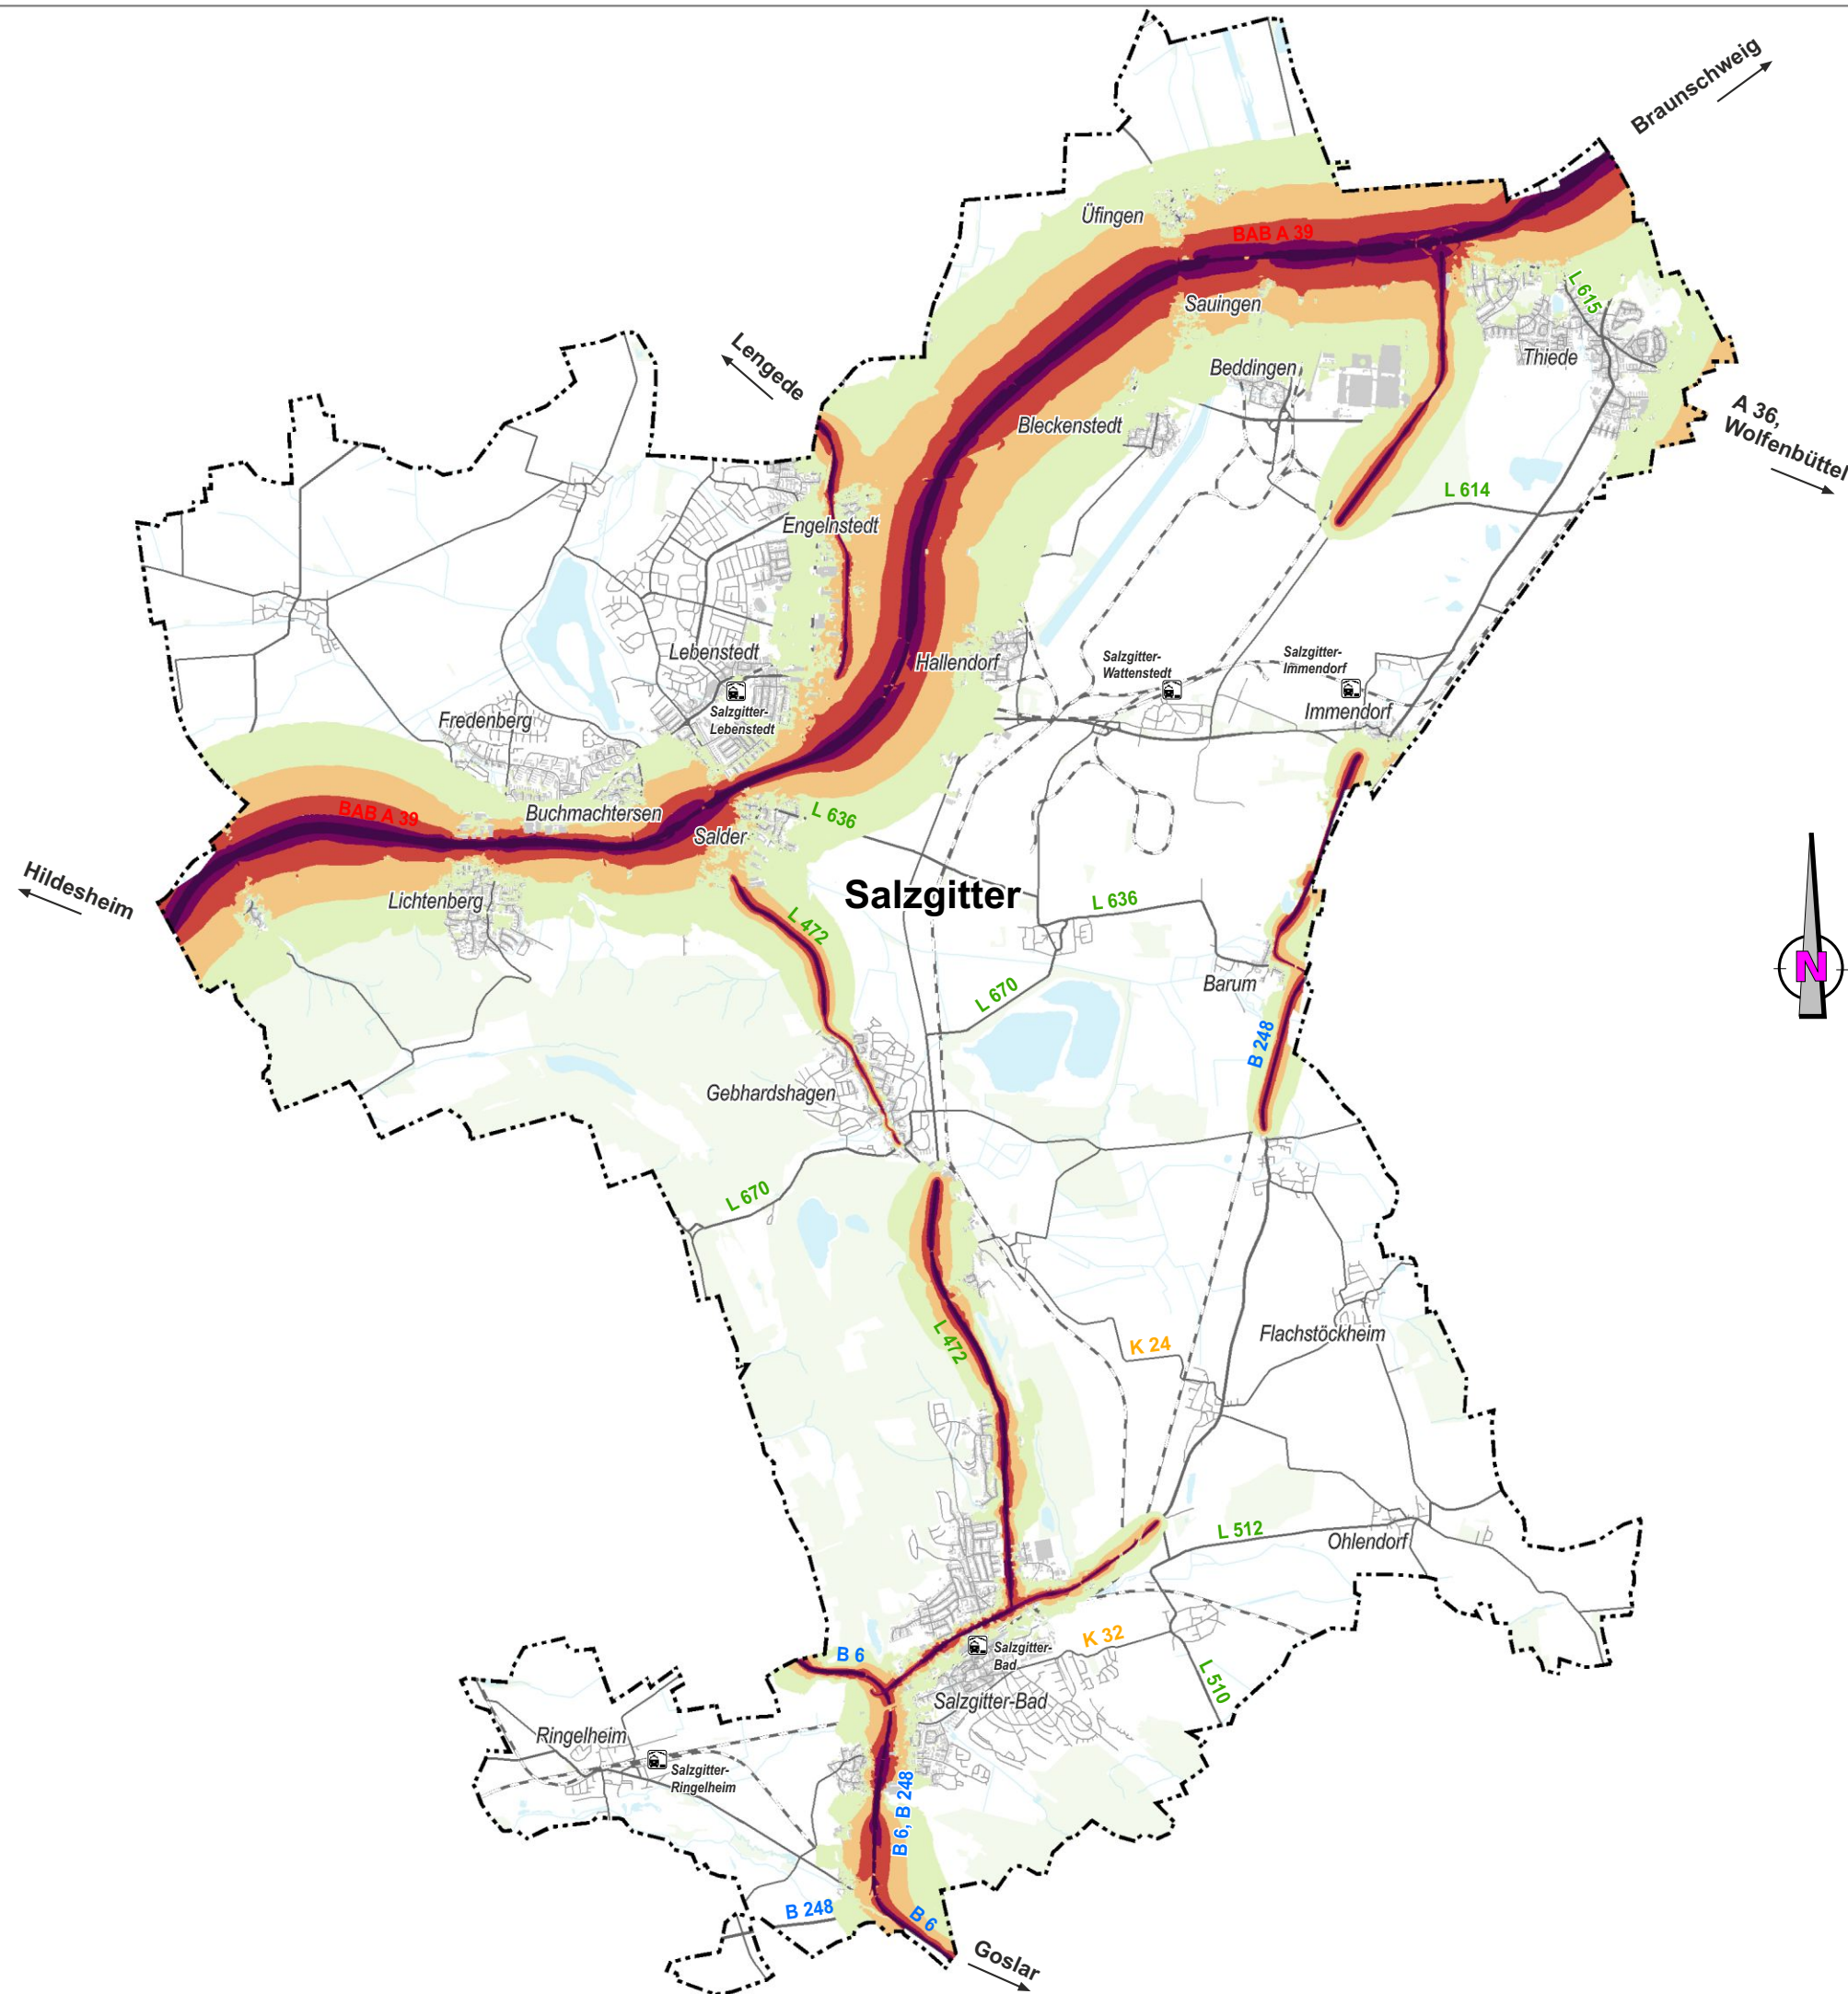 Braunschweig
Üfingen
BAB A 39
Sauingen
L 615
Thiede
Lengede
Beddingen
A 36,
Wolfenbüttel
Bleckenstedt
L 614
Engelnstedt
Lebenstedt
Hallendorf
Salzgitter-
Wattenstedt
Salzgitter-
Immendorf
Immendorf
Salzgitter-
Lebenstedt
Fredenberg
BAB A 39
Buchmachtersen
Salder
L 636
Hildesheim
Lichtenberg
Salzgitter
L 636
L 472
N
Barum
L 670
B 248
Gebhardshagen
L 670
L 472
K 24
Flachstöckheim
L 512
Ohlendorf
K 32
Salzgitter-
Bad
B 6
L 510
Salzgitter-Bad
Ringelheim
Salzgitter-
Ringelheim
B 6, B 248
B 248
B 6
Goslar